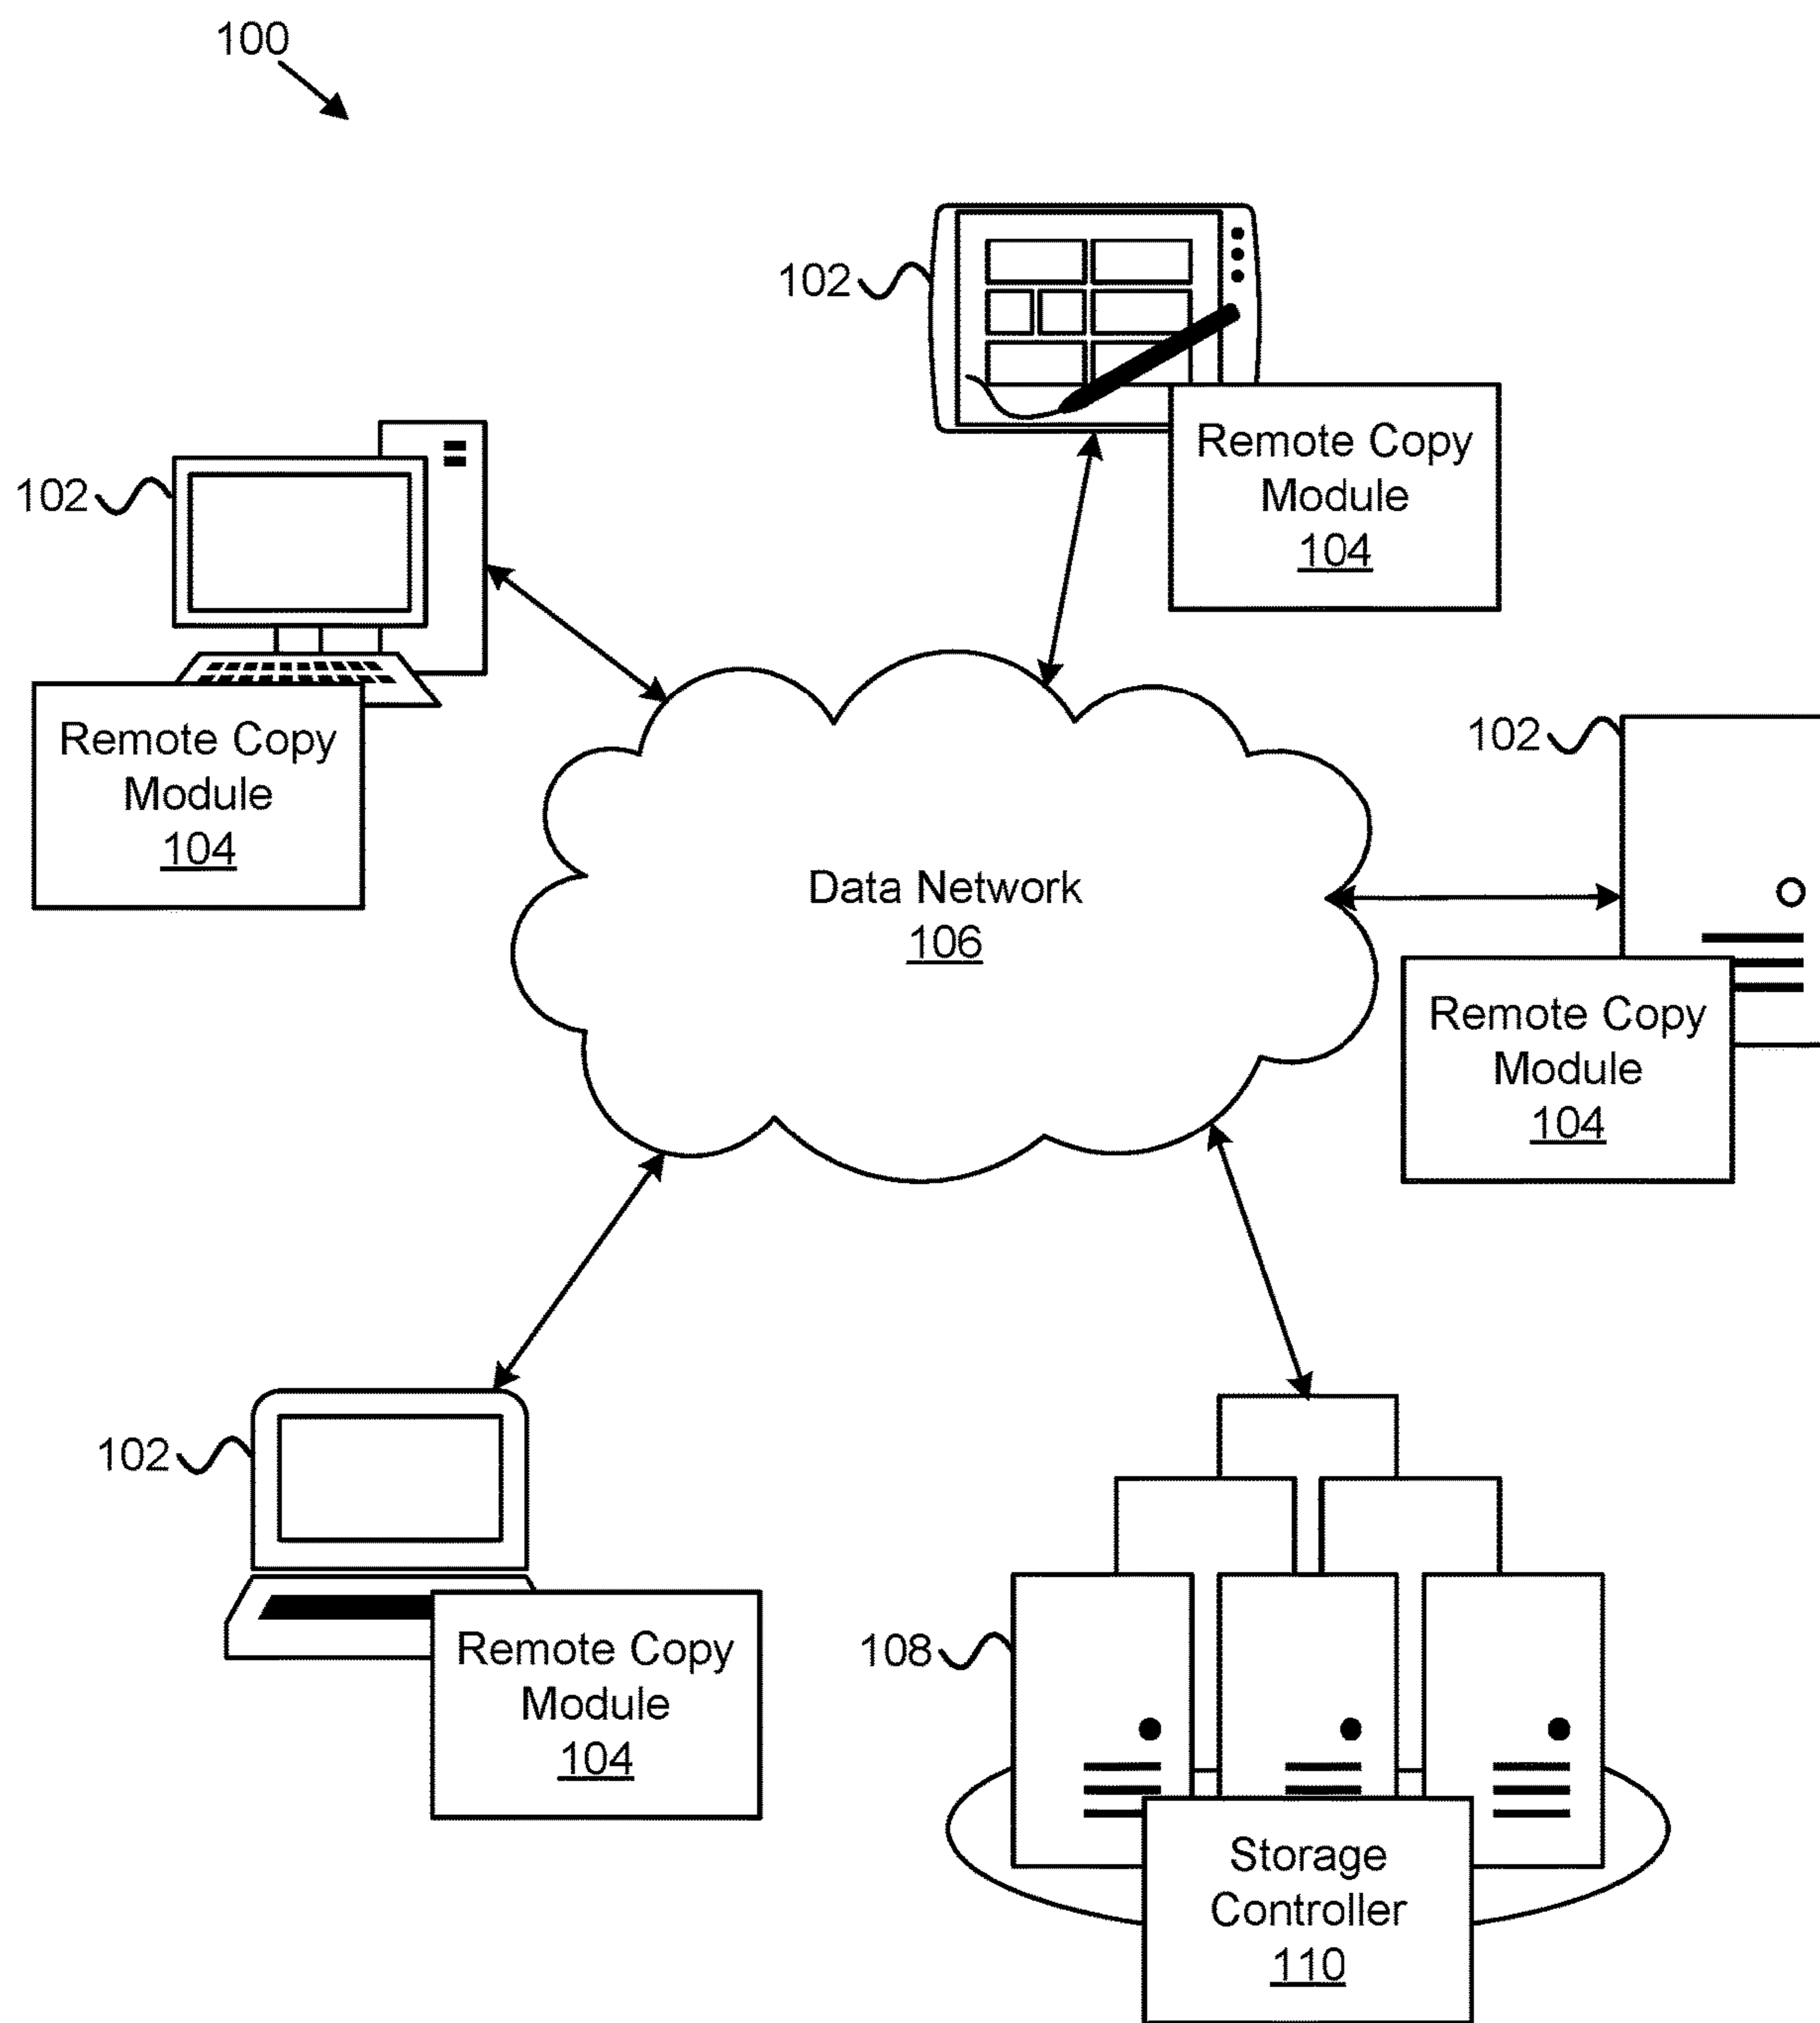 100
102
Remote Copy
Module
104
102
Remote Copy
Module
104
102
Remote Copy
Module
104
Data Network
106
102
Remote Copy
Module
104
108
Storage
Controller
110